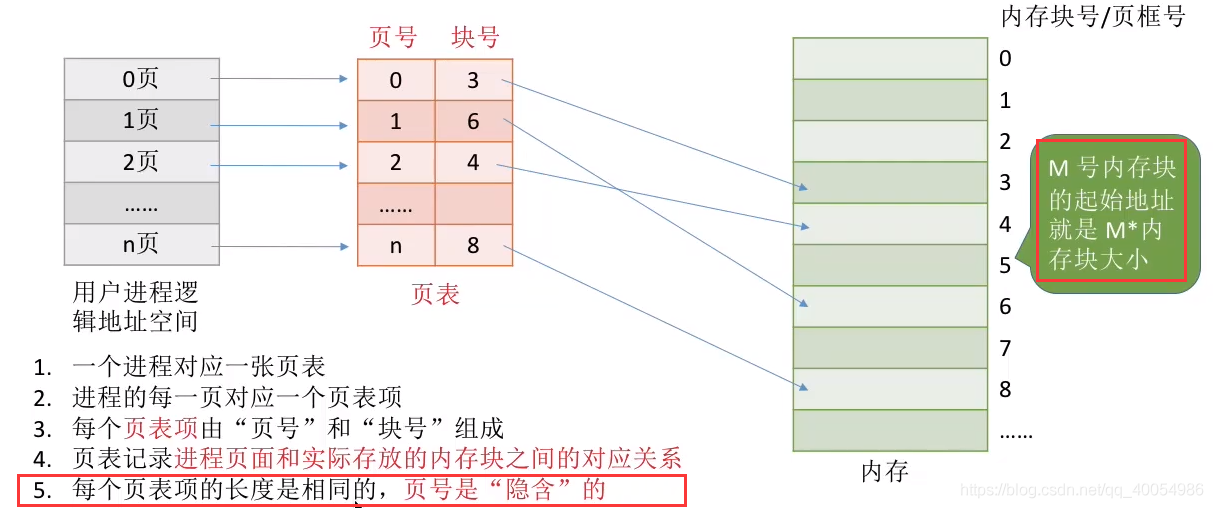 内存块号/页框号
页号 块号
0页
1页
2页
……
n页
0 3
1 6
2 4
……
n 8
0
1
2
3
4
5
6
7
8
……
M 号内存块
的起始地址
就是 M*内
存块大小
用户进程逻
辑地址空间
页表
内存
1. 一个进程对应一张页表
2. 进程的每一页对应一个页表项
3. 每个页表项由“页号”和“块号”组成
4. 页表记录进程页面和实际存放的内存块之间的对应关系
5. 每个页表项的长度是相同的，页号是“隐含”的
https://blog.csdn.net/qq_40054986